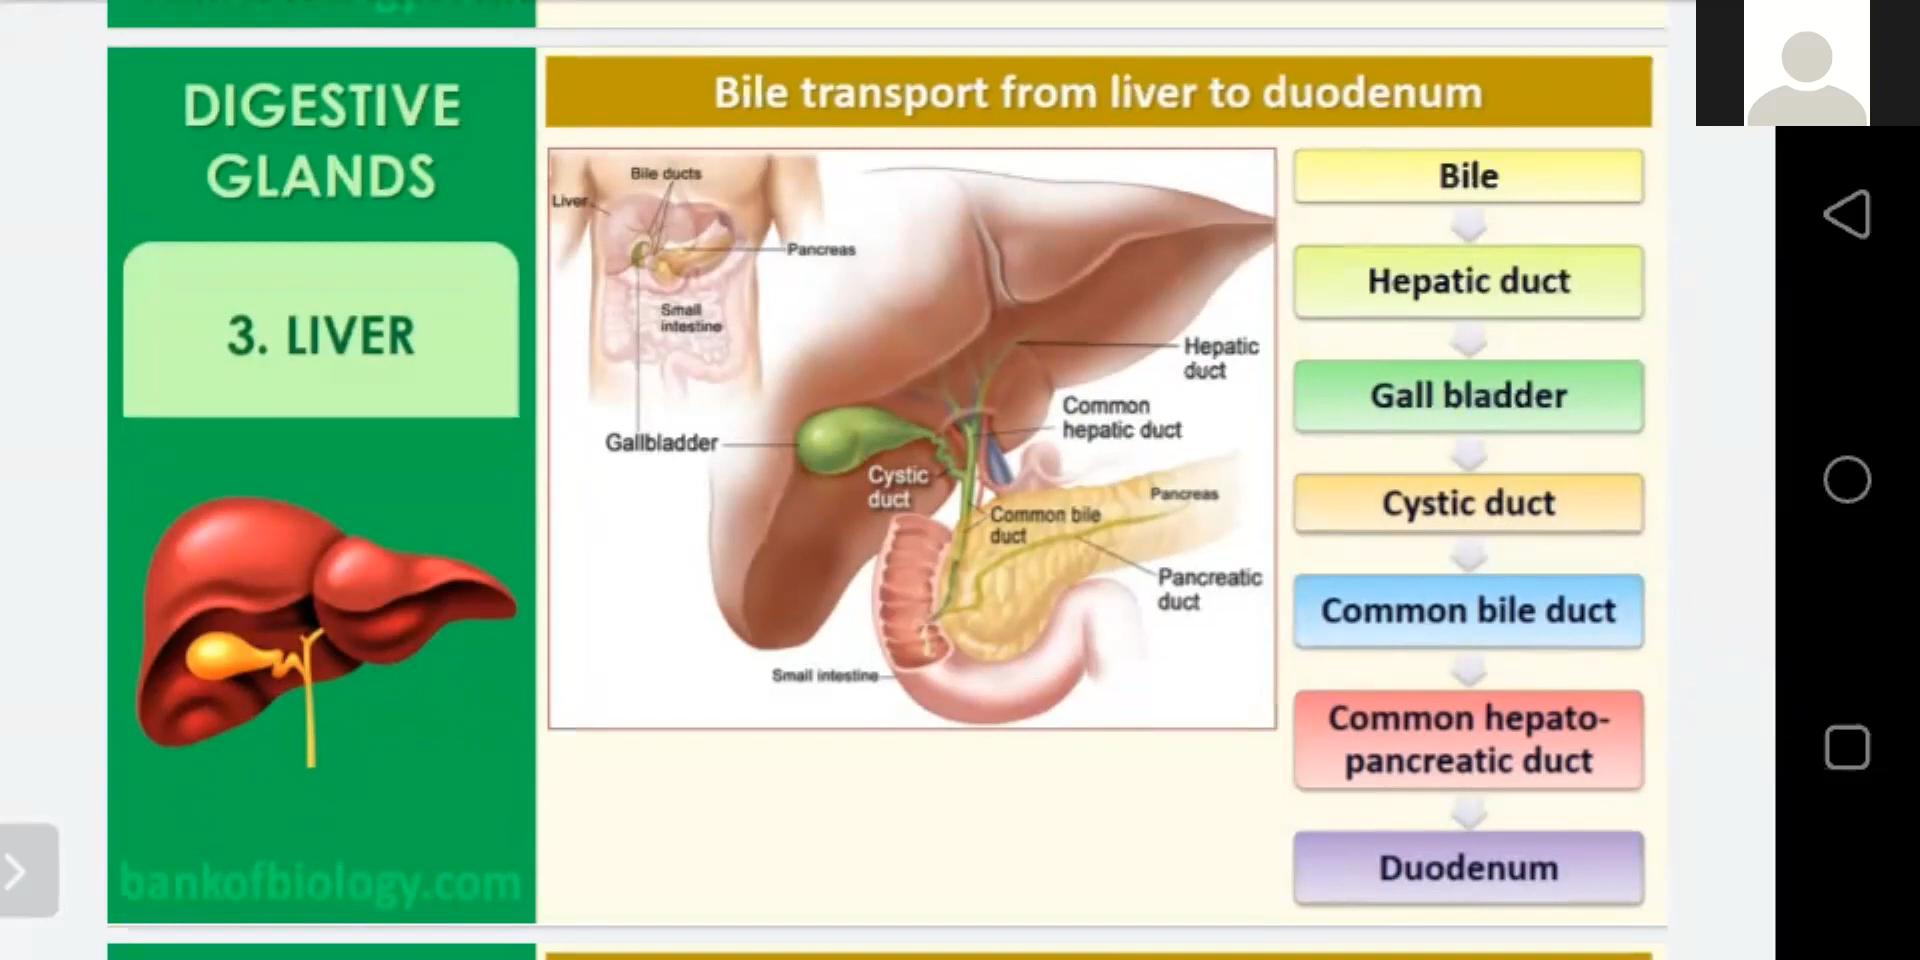 DIGESTIVE
GLANDS
3. LIVER
bankofbiology.com
Bile transport from liver to duodenum
Bile ducts
Liver
Pancreas
Small
intestine
Gallbladder
Hepatic
duct
Common
hepatic duct
Cystic
duct
Pancreas
Common bile
duct
Pancreatic
duct
Small intestine
Bile
Hepatic duct
Gall bladder
Cystic duct
Common bile duct
Common hepato-
pancreatic duct
Duodenum